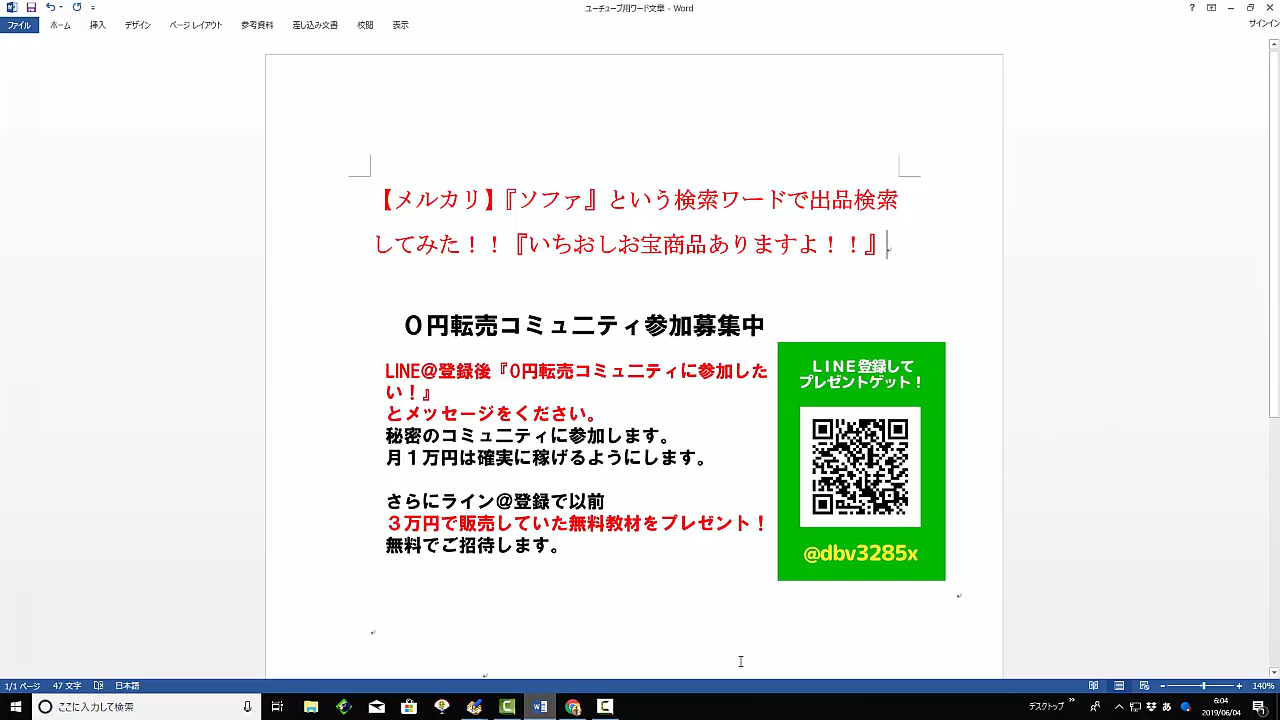 ユーチューブ用ワード文章 - Word
サインイン
ファイル ホーム 挿入 デザイン ページ レイアウト 参考資料 差し込み文書 校閲 表示
【メルカリ】『ソファ』という検索ワードで出品検索
してみた！！『いちおしお宝商品ありますよ！！』
０円転売コミュニティ参加募集中
LINE@登録後『0円転売コミュニティに参加した
い！』
とメッセージをください。
秘密のコミュニティに参加します。
月１万円は確実に稼げるようにします。
さらにライン@登録で以前
３万円で販売していた無料教材をプレゼント！
無料でご招待します。
ＬＩＮＥ登録して
プレゼントゲット！
@dbv3285x
1/1 ページ 47 文字 日本語
140%
ここに入力して検索
デスクトップ
あ
6:04
2019/06/04